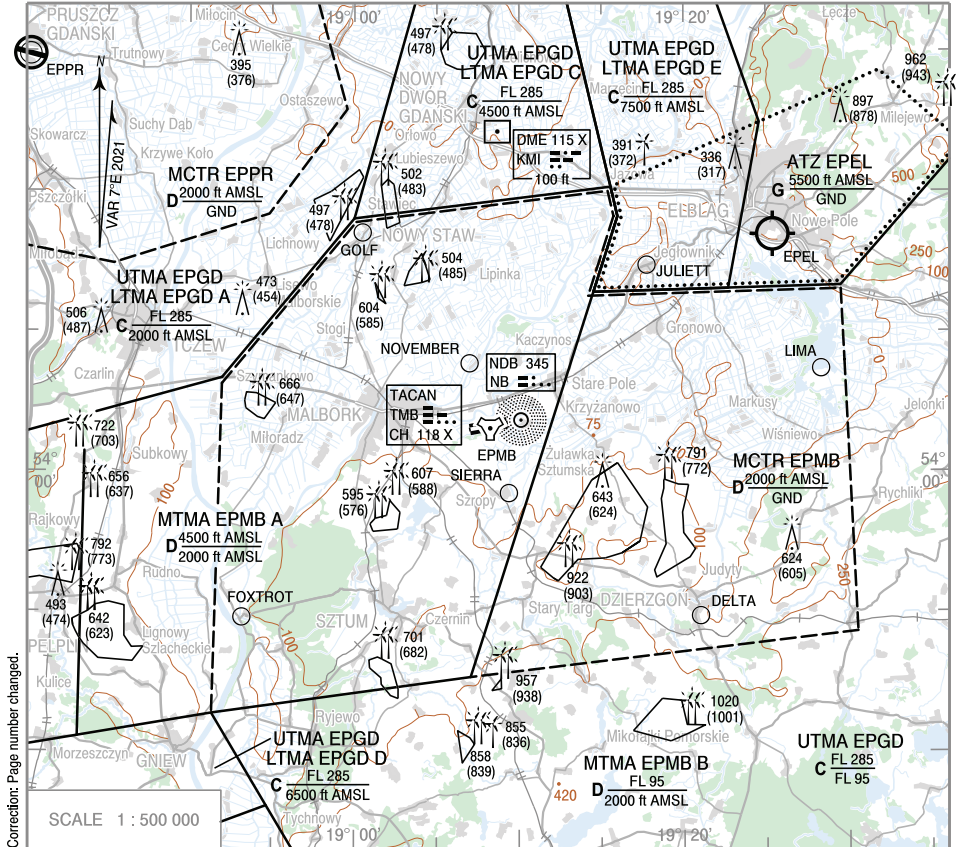 PRUSZCZ
GDAŃSKI
Miłocin
19° 00'
19° 20'
Łecze
Trutnowy
Cedry Wielkie
EPPR
395
(376)
497
(478)
UTMA EPGD
LTMA EPGD C
C FL 285
4500 ft AMSL
UTMA EPGD
LTMA EPGD E
C FL 285
7500 ft AMSL
962
(943)
897
(878)
Milejewo
N
VAR 7°E 2021
Ostaszewo
NOWY
DWÓR
GDAŃSKI
Orłowo
Skowarcz
Suchy Dąb
Krzywe Koło
Pszczółki
MCTR EPPR
D 2000 ft AMSL
GND
Lubieszewo
502
(483)
Stawiec
DME 115 X
KMI
100 ft
391
(372)
336
(317)
ATZ EPEL
G 5500 ft AMSL
GND
500
ELBLĄG
Nowe Pole
EPEL
497
(478)
Lichnowy
GOLF
NOWY STAW
Miłobądz
504
(485)
Lipinka
Jegłownik
JULIETT
250
100
UTMA EPGD
LTMA EPGD A
C FL 285
2000 ft AMSL
473
(454)
Lisewo
Malborskie
604
(585)
506
(487)
TCZEW
Stogi
Kaczynos
Gronowo
0
Czarlin
NOVEMBER
NDB 345
NB
Stare Pole
LIMA
Szymankowo
666
(647)
MALBORK
Miłoradz
TACAN
TMB
CH 118 X
EPMB
Krzyżanowo
75
Markusy
Jelonki
Wiśniewo
722
(703)
Subkowy
656
(637)
54°
00'
607
(588)
SIERRA
Szropy
Żuławka
Sztumska
791
(772)
MCTR EPMB
D 2000 ft AMSL
GND
54°
00'
Rychliki
100
595
(576)
643
(624)
Rajkowy
MTMA EPMB A
D 4500 ft AMSL
2000 ft AMSL
100
624
(605)
250
792
(773)
Rudno
922
(903)
Judyty
493
(474)
642
(623)
FOXTROT
Stary Targ
DZIERZGOŃ
DELTA
SZTUM
Czernin
100
701
(682)
PELPLIN
Lignowy
Szlacheckie
Kulice
957
(938)
Ryjewo
855
(836)
1020
(1001)
Mikołajki Pomorskie
Morzeszczyn
GNIEW
UTMA EPGD
LTMA EPGD D
C FL 285
6500 ft AMSL
858
(839)
MTMA EPMB B
D FL 95
2000 ft AMSL
UTMA EPGD
C FL 285
FL 95
420
Tychnowy
SCALE 1 : 500 000
19° 00'
19° 20'
Correction: Page number changed.